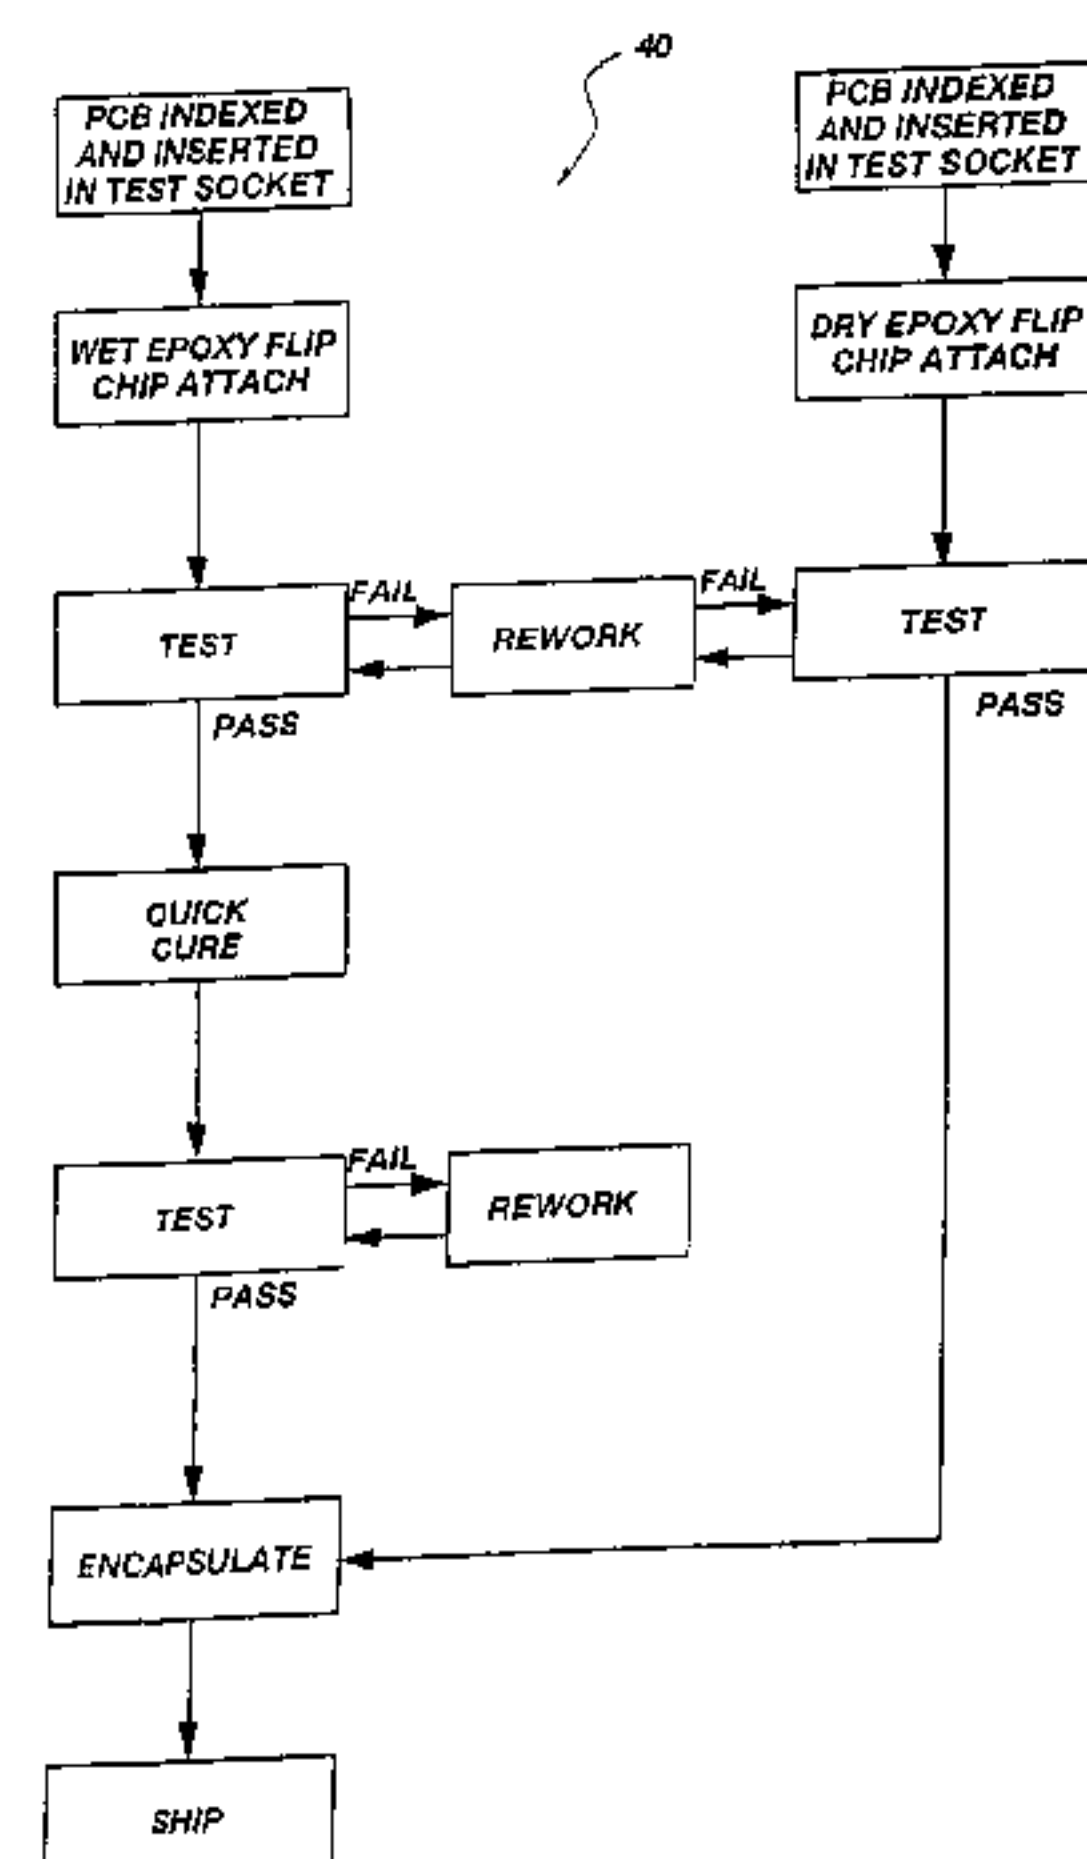 40
PCB INDEXED
AND INSERTED
IN TEST SOCKET
PCB INDEXED
AND INSERTED
IN TEST SOCKET
WET EPOXY FLIP
CHIP ATTACH
DRY EPOXY FLIP
CHIP ATTACH
TEST
FAIL
REWORK
FAIL
TEST
PASS
PASS
QUICK
CURE
TEST
FAIL
REWORK
PASS
ENCAPSULATE
SHIP